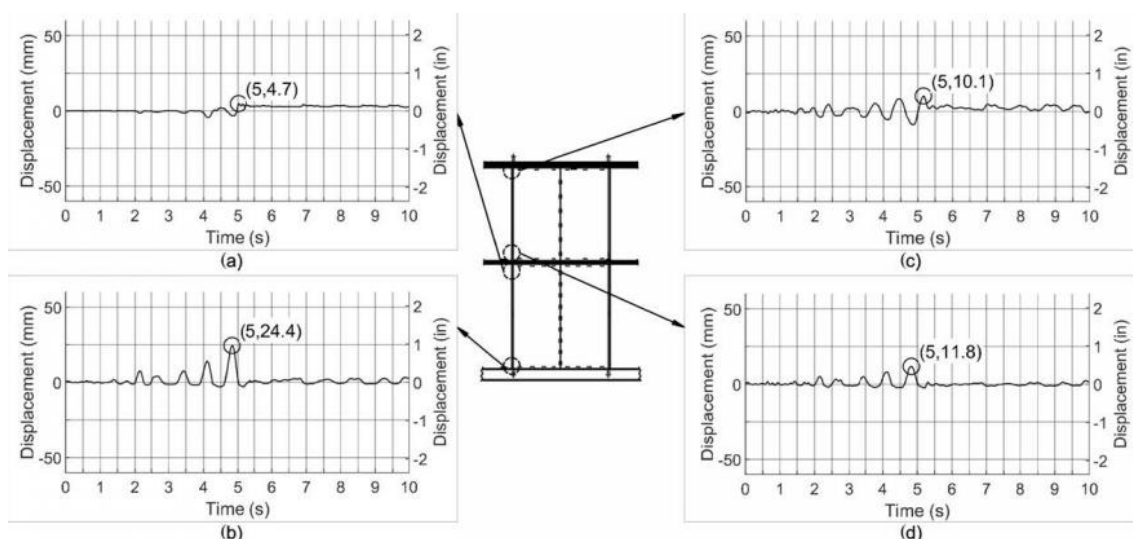 Displacement (mm)
50
0
-50
(5,4.7)
2
1
0
-1
-2
Displacement (in)
0 1 2 3 4 5 6 7 8 9 10
Time (s)
(a)
Displacement (mm)
50
0
-50
(5,10.1)
2
1
0
-1
-2
Displacement (in)
0 1 2 3 4 5 6 7 8 9 10
Time (s)
(c)
Displacement (mm)
50
0
-50
(5,24.4)
2
1
0
-1
-2
Displacement (in)
0 1 2 3 4 5 6 7 8 9 10
Time (s)
(b)
Displacement (mm)
50
0
-50
(5,11.8)
2
1
0
-1
-2
Displacement (in)
0 1 2 3 4 5 6 7 8 9 10
Time (s)
(d)